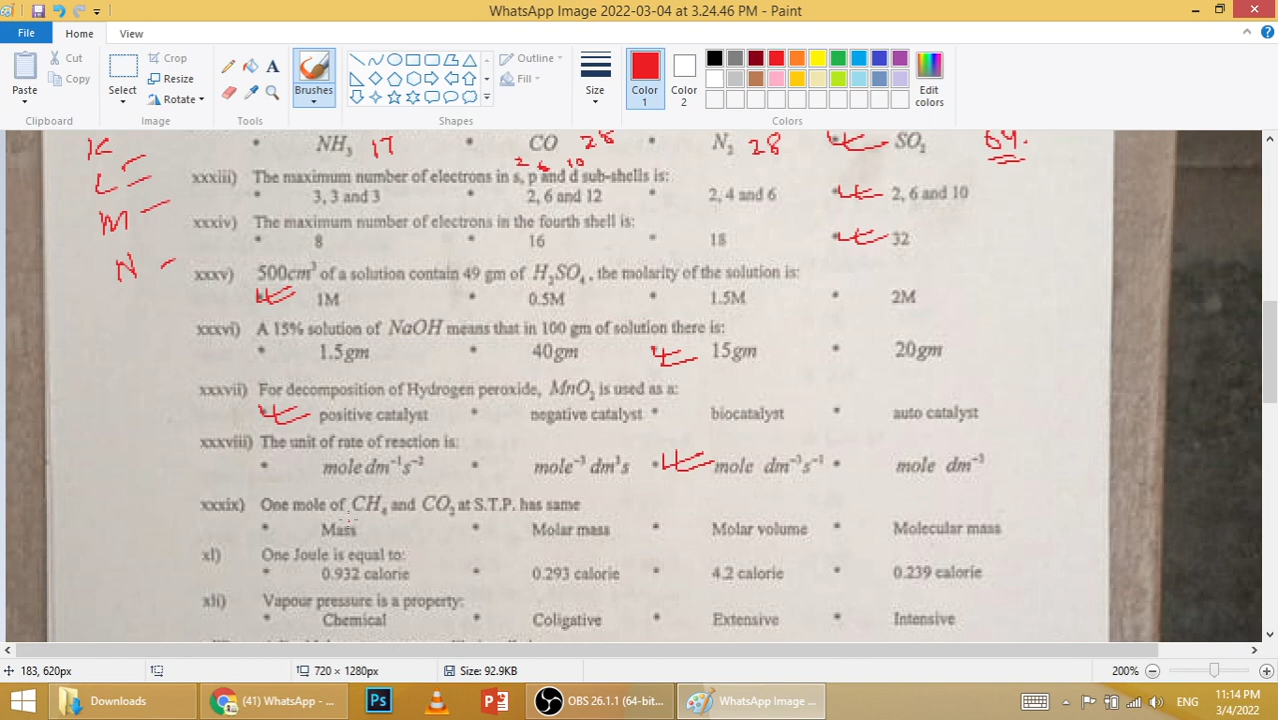 WhatsApp Image 2022-03-04 at 3.24.46 PM - Paint
File Home View
Paste Cut Copy Select Crop Resize Rotate Tools Brushes Outline Fill Size Color 1 Color 2 Edit colors
Clipboard Image Shapes Colors
K • NH₃ 17 • CO 28 • N₂ 28 • SO₂ 64.
2 6 10
L xxxiii) The maximum number of electrons in s, p and d sub-shells is:
• 3, 3 and 3 • 2, 6 and 12 • 2, 4 and 6 • 2, 6 and 10
M xxxiv) The maximum number of electrons in the fourth shell is:
• 8 • 16 • 18 • 32
N xxxv) 500cm³ of a solution contain 49 gm of H₂SO₄, the molarity of the solution is:
• 1M • 0.5M • 1.5M • 2M
xxxvi) A 15% solution of NaOH means that in 100 gm of solution there is:
• 1.5gm • 40gm • 15gm • 20gm
xxxvii) For decomposition of Hydrogen peroxide, MnO₂ is used as a:
• positive catalyst • negative catalyst • biocatalyst • auto catalyst
xxxviii) The unit of rate of reaction is:
• mole dm⁻¹s⁻² • mole⁻³ dm³s • mole dm⁻³s⁻¹ • mole dm⁻³
xxxix) One mole of CH₄ and CO₂ at S.T.P. has same
• Mass • Molar mass • Molar volume • Molecular mass
xl) One Joule is equal to:
• 0.932 calorie • 0.293 calorie • 4.2 calorie • 0.239 calorie
xli) Vapour pressure is a property:
• Chemical • Coligative • Extensive • Intensive
183, 620px 720 × 1280px Size: 92.9KB 200%
Downloads (41) WhatsApp - ... Ps OBS 26.1.1 (64-bit... WhatsApp Image ... ENG 11:14 PM
3/4/2022